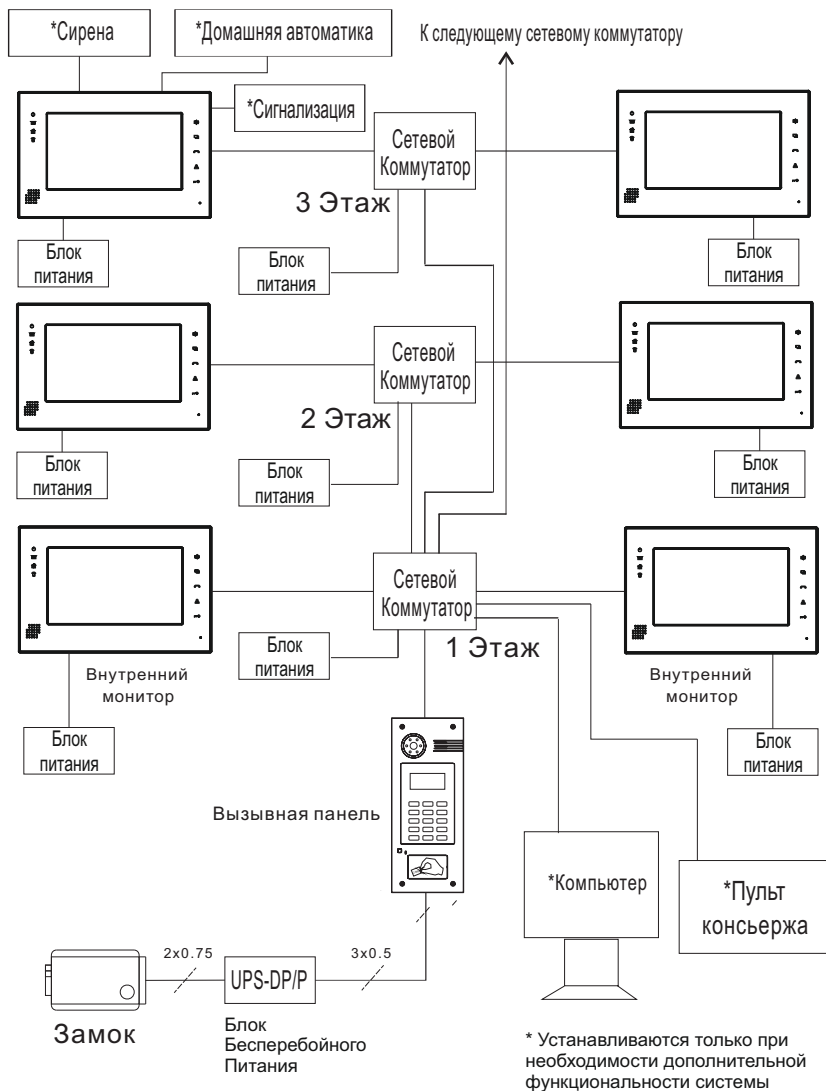 *Сирена
*Домашняя автоматика
К следующему сетевому коммутатору
*Сигнализация
Сетевой
Коммутатор
3 Этаж
Блок
питания
Блок
питания
Блок
питания
Сетевой
Коммутатор
2 Этаж
Блок
питания
Блок
питания
Блок
питания
Сетевой
Коммутатор
1 Этаж
Блок
питания
Внутренний
монитор
Внутренний
монитор
Блок
питания
Блок
питания
Вызывная панель
*Компьютер
*Пульт
консьержа
2x0.75
3x0.5
UPS-DP/P
Замок
Блок
Бесперебойного
Питания
* Устанавливаются только при
необходимости дополнительной
функциональности системы